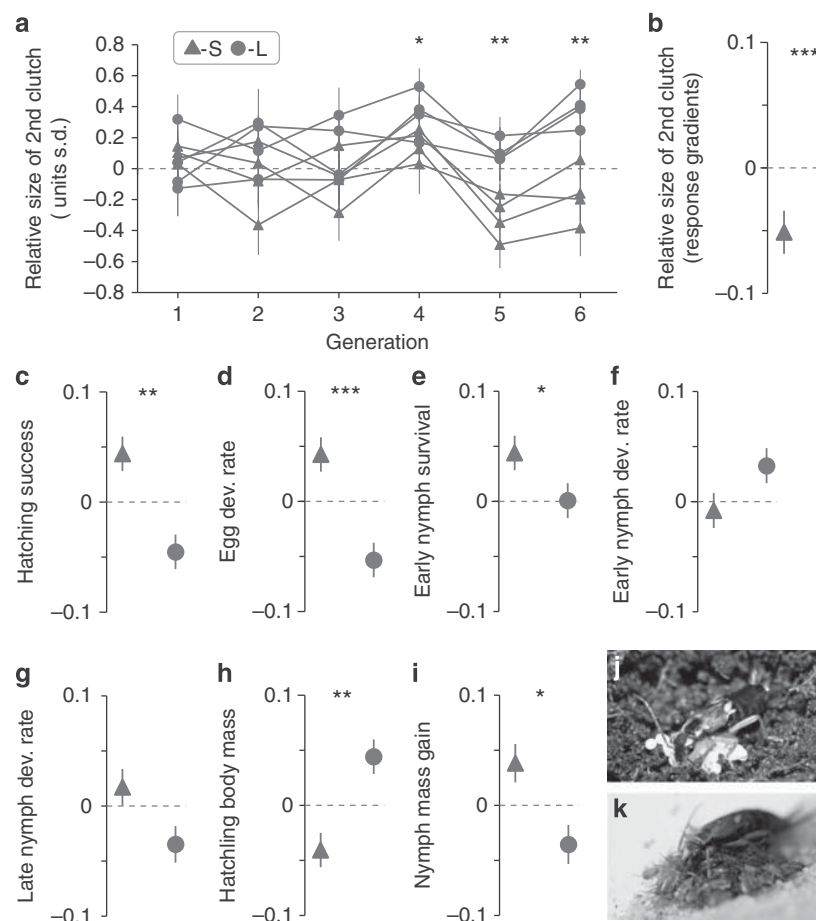 a
Relative size of 2nd clutch
( units s.d.)
-S -L
* ** **
0.8
0.6
0.4
0.2
0
–0.2
–0.4
–0.6
–0.8
1 2 3 4 5 6
Generation
b
Relative size of 2nd clutch
(response gradients)
***
0.1
0
–0.1
c
Hatching success
**
0.1
0
–0.1
d
Egg dev. rate
***
0.1
0
–0.1
e
Early nymph survival
*
0.1
0
–0.1
f
Early nymph dev. rate
0.1
0
–0.1
g
Late nymph dev. rate
0.1
0
–0.1
h
Hatchling body mass
**
0.1
0
–0.1
i
Nymph mass gain
*
0.1
0
–0.1
j
k